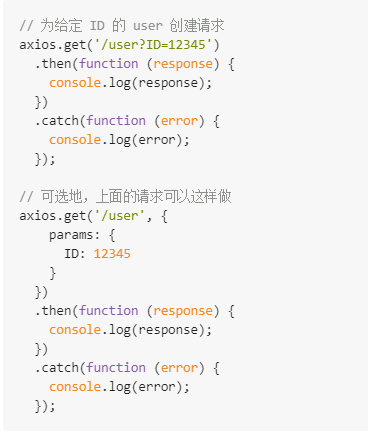 // 为给定 ID 的 user 创建请求
axios.get('/user?ID=12345')
  .then(function (response) {
    console.log(response);
  })
  .catch(function (error) {
    console.log(error);
  });

// 可选地，上面的请求可以这样做
axios.get('/user', {
    params: {
      ID: 12345
    }
  })
  .then(function (response) {
    console.log(response);
  })
  .catch(function (error) {
    console.log(error);
  });